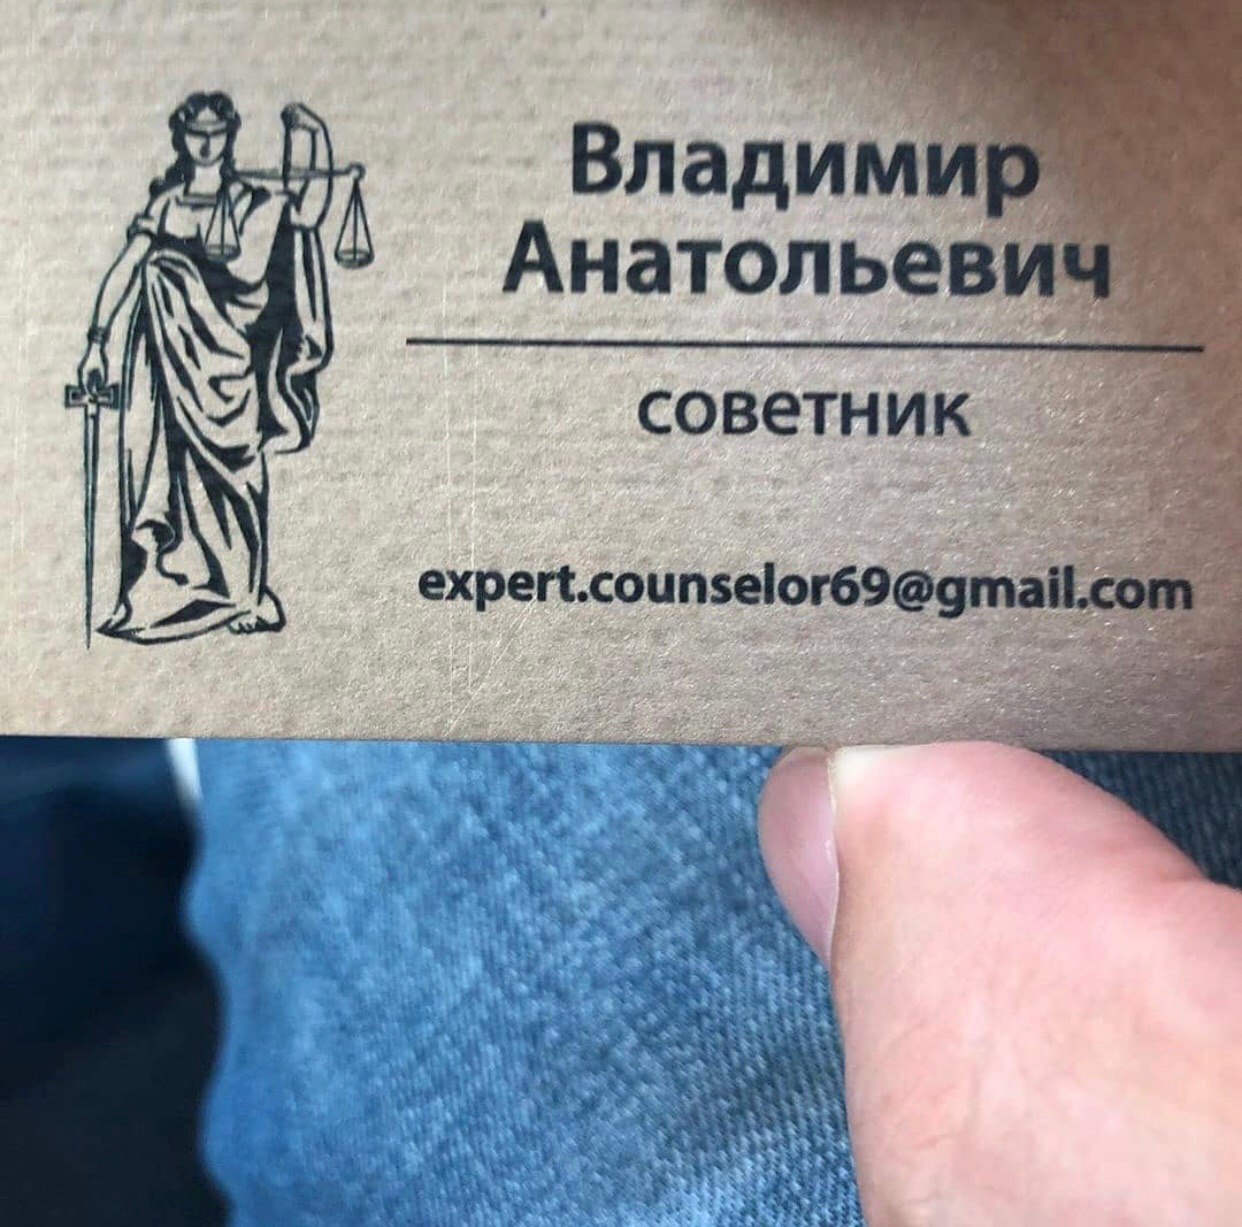 Владимир
Анатольевич
советник
expert.counselor69@gmail.com